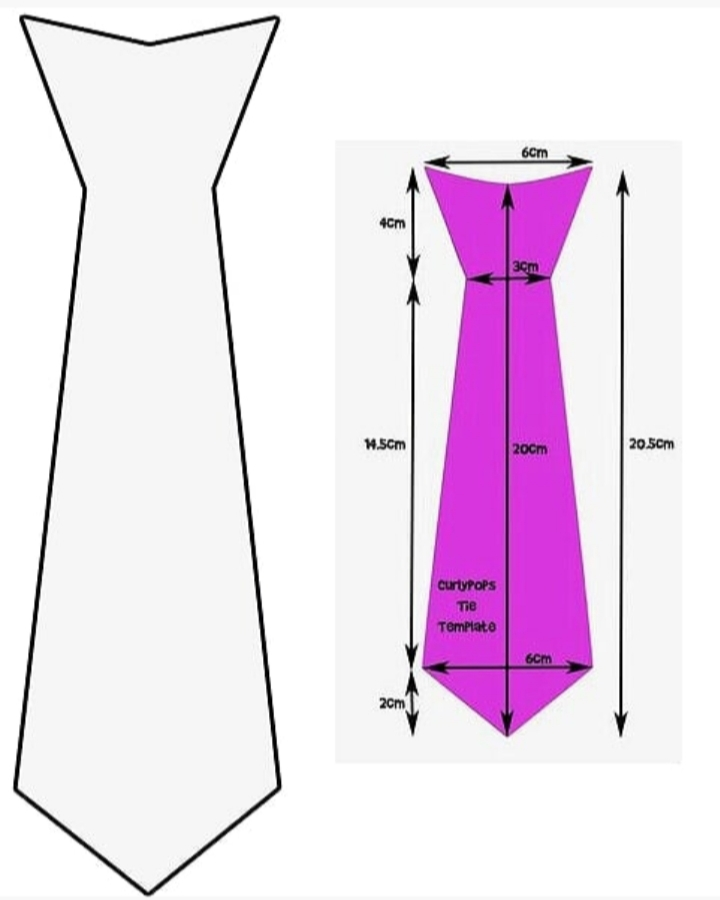 6cm
4cm
3cm
14.5cm
20cm
20.5cm
CurlyPoPs
Tie
TemPlate
6cm
2cm